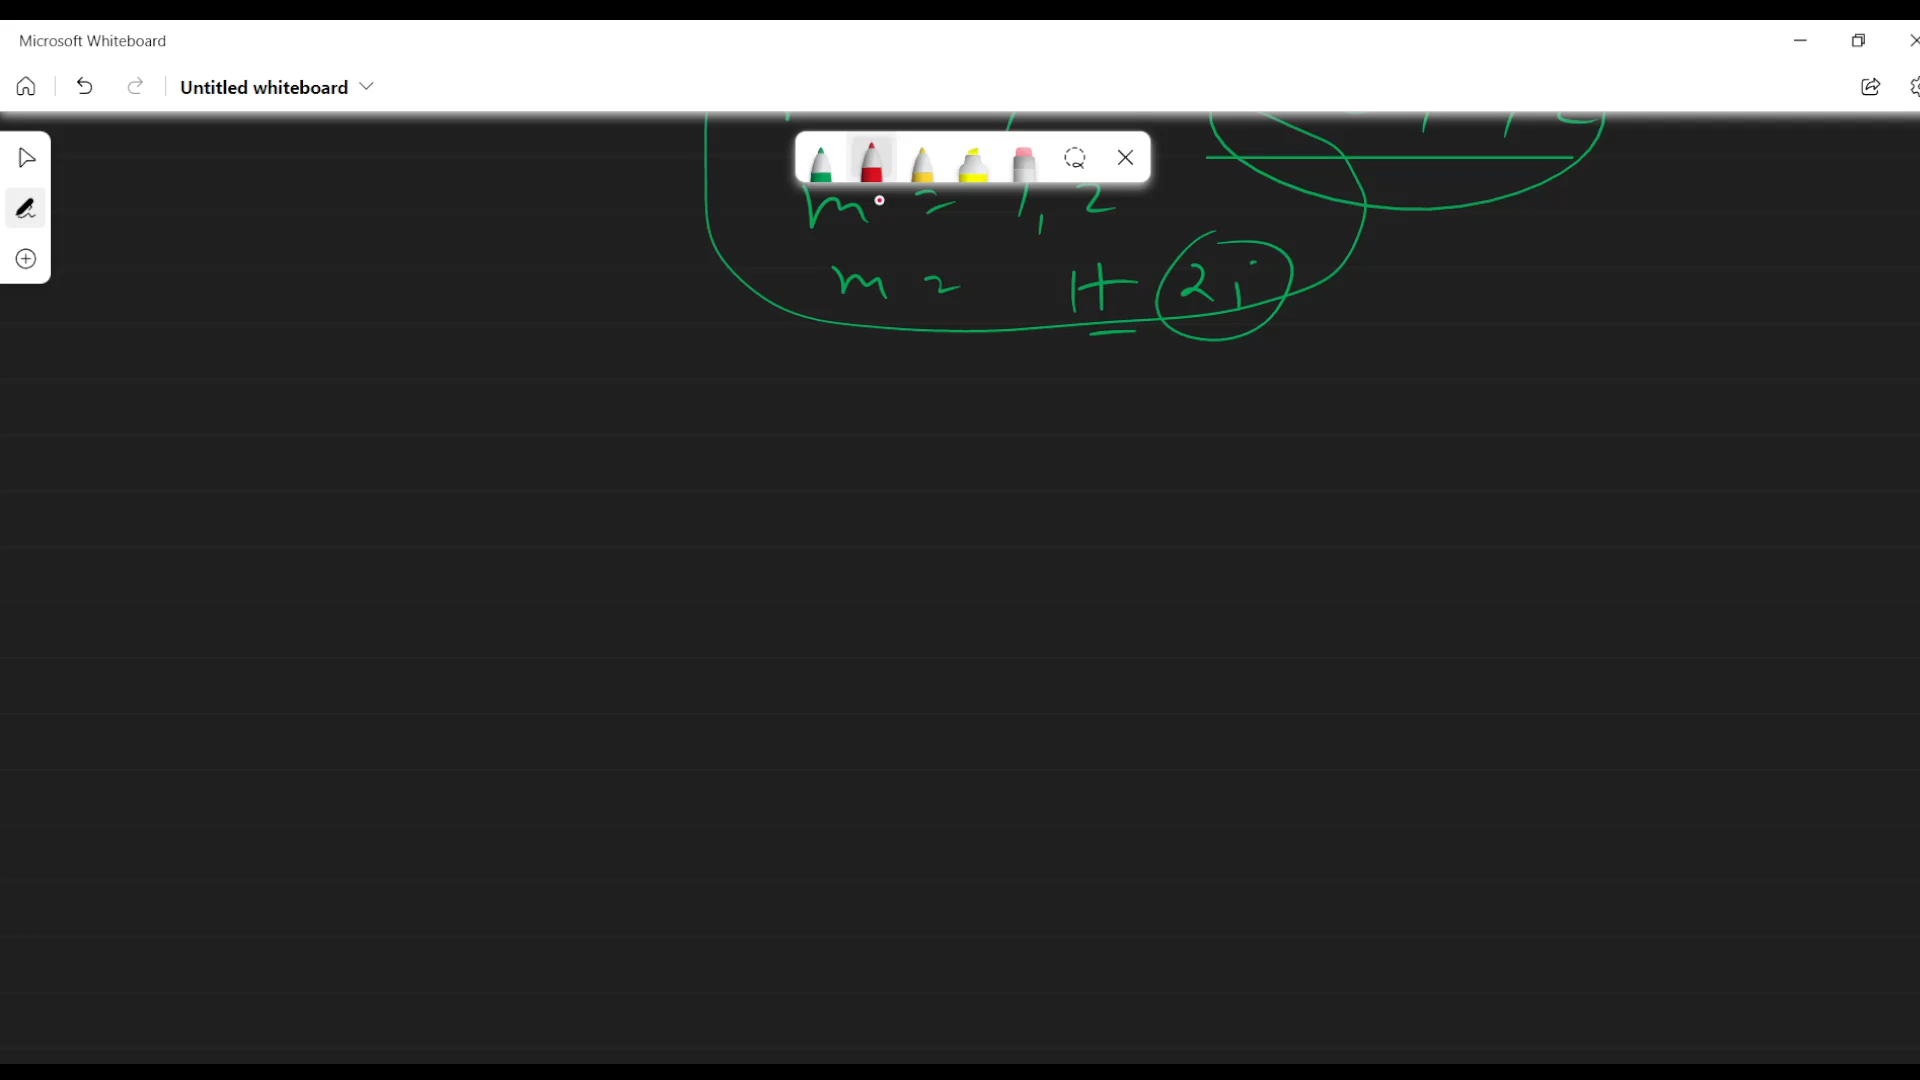 Microsoft Whiteboard
Untitled whiteboard
m = 1, 2
m = 1+ 2i